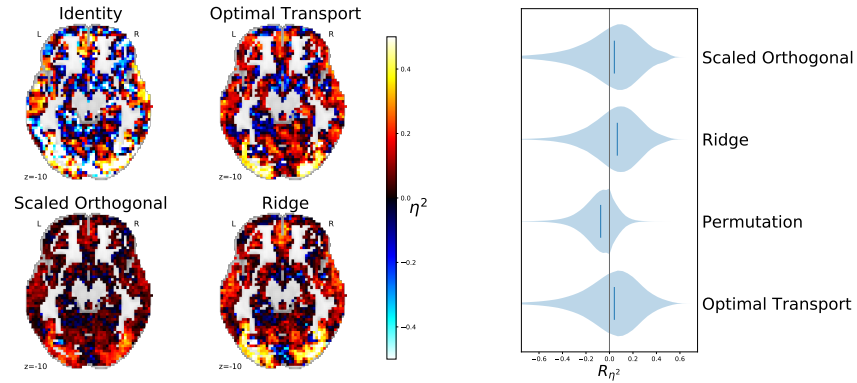 Identity
Optimal Transport
L R
L R
z=-10
z=-10
Scaled Orthogonal
Ridge
L R
L R
z=-10
z=-10
0.4
0.2
0.0
−0.2
−0.4
η²
Scaled Orthogonal
Ridge
Permutation
Optimal Transport
−0.6 −0.4 −0.2 0.0 0.2 0.4 0.6
R_η²